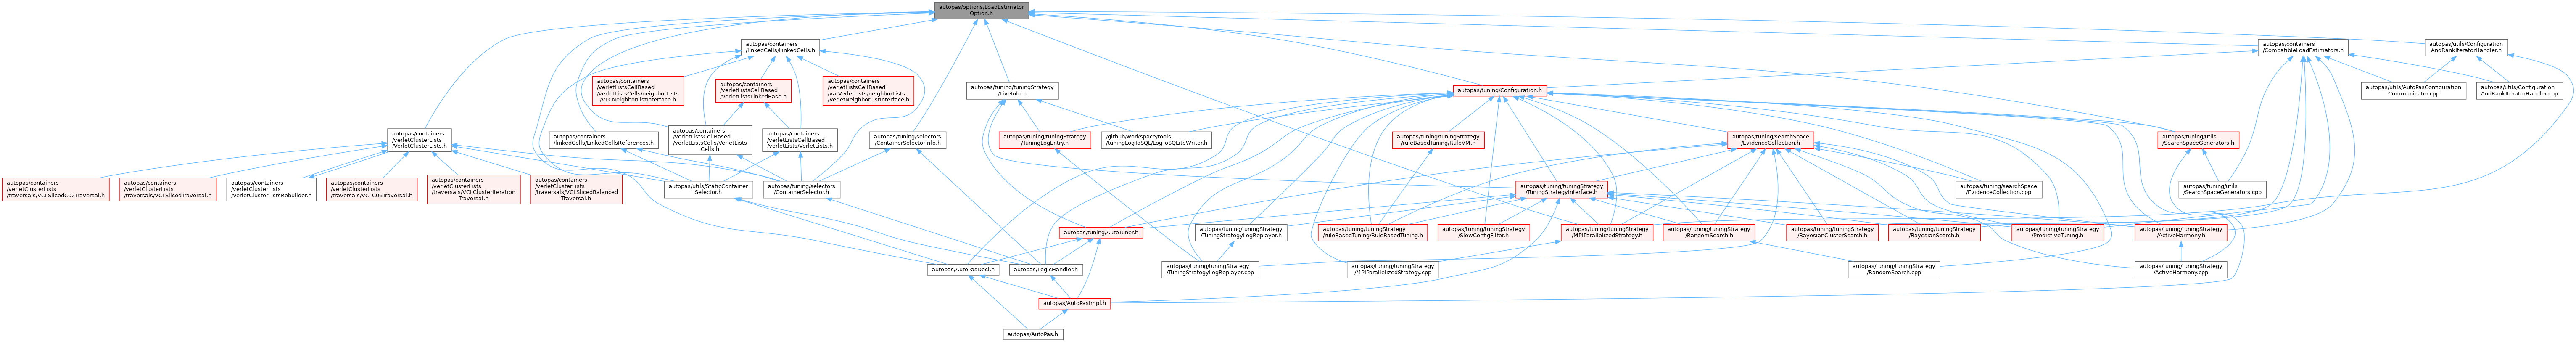 autopas/options/LoadEstimator
Option.h
autopas/containers
/linkedCells/LinkedCells.h
autopas/containers
/CompatibleLoadEstimators.h
autopas/utils/Configuration
AndRankIteratorHandler.h
autopas/containers
/verletListsCellBased
/verletListsCells/neighborLists
/VLCNeighborListInterface.h
autopas/containers
/verletListsCellBased
/VerletListsLinkedBase.h
autopas/containers
/verletListsCellBased
/varVerletLists/neighborLists
/VerletNeighborListInterface.h
autopas/tuning/tuningStrategy
/LiveInfo.h
autopas/tuning/Configuration.h
autopas/utils/AutoPasConfiguration
Communicator.cpp
autopas/utils/Configuration
AndRankIteratorHandler.cpp
autopas/containers
/verletClusterLists
/VerletClusterLists.h
autopas/containers
/linkedCells/LinkedCellsReferences.h
autopas/containers
/verletListsCellBased
/verletListsCells/VerletLists
Cells.h
autopas/containers
/verletListsCellBased
/verletLists/VerletLists.h
autopas/tuning/selectors
/ContainerSelectorInfo.h
autopas/tuning/tuningStrategy
/TuningLogEntry.h
/github/workspace/tools
/tuningLogToSQL/LogToSQLiteWriter.h
autopas/tuning/tuningStrategy
/ruleBasedTuning/RuleVM.h
autopas/tuning/searchSpace
/EvidenceCollection.h
autopas/tuning/utils
/SearchSpaceGenerators.h
autopas/containers
/verletClusterLists
/traversals/VCLSlicedC02Traversal.h
autopas/containers
/verletClusterLists
/traversals/VCLSlicedTraversal.h
autopas/containers
/verletClusterLists
/VerletClusterListsRebuilder.h
autopas/containers
/verletClusterLists
/traversals/VCLC06Traversal.h
autopas/containers
/verletClusterLists
/traversals/VCLClusterIteration
Traversal.h
autopas/containers
/verletClusterLists
/traversals/VCLSlicedBalanced
Traversal.h
autopas/utils/StaticContainer
Selector.h
autopas/tuning/selectors
/ContainerSelector.h
autopas/tuning/tuningStrategy
/TuningStrategyInterface.h
autopas/tuning/searchSpace
/EvidenceCollection.cpp
autopas/tuning/utils
/SearchSpaceGenerators.cpp
autopas/tuning/AutoTuner.h
autopas/tuning/tuningStrategy
/TuningStrategyLogReplayer.h
autopas/tuning/tuningStrategy
/ruleBasedTuning/RuleBasedTuning.h
autopas/tuning/tuningStrategy
/SlowConfigFilter.h
autopas/tuning/tuningStrategy
/MPIParallelizedStrategy.h
autopas/tuning/tuningStrategy
/RandomSearch.h
autopas/tuning/tuningStrategy
/BayesianClusterSearch.h
autopas/tuning/tuningStrategy
/BayesianSearch.h
autopas/tuning/tuningStrategy
/PredictiveTuning.h
autopas/tuning/tuningStrategy
/ActiveHarmony.h
autopas/AutoPasDecl.h
autopas/LogicHandler.h
autopas/tuning/tuningStrategy
/TuningStrategyLogReplayer.cpp
autopas/tuning/tuningStrategy
/MPIParallelizedStrategy.cpp
autopas/tuning/tuningStrategy
/RandomSearch.cpp
autopas/tuning/tuningStrategy
/ActiveHarmony.cpp
autopas/AutoPasImpl.h
autopas/AutoPas.h